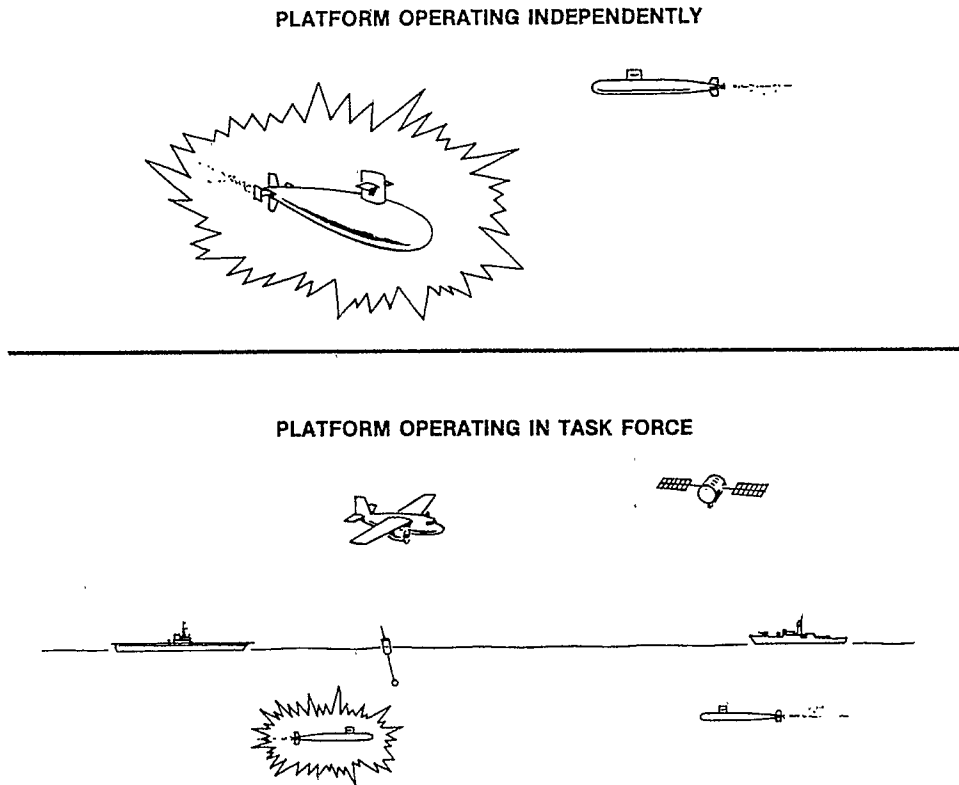 PLATFORM OPERATING INDEPENDENTLY
PLATFORM OPERATING IN TASK FORCE